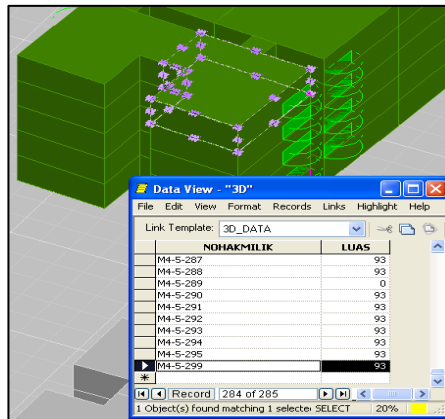 Data View - "3D"
File Edit View Format Records Links Highlight Help
Link Template: 3D_DATA
NOHAKMILIK LUAS
M4-5-287 93
M4-5-288 93
M4-5-289 0
M4-5-290 93
M4-5-291 93
M4-5-292 93
M4-5-293 93
M4-5-294 93
M4-5-295 93
M4-5-299 93
Record 284 of 285
1 Object(s) found matching 1 selected SELECT 20%